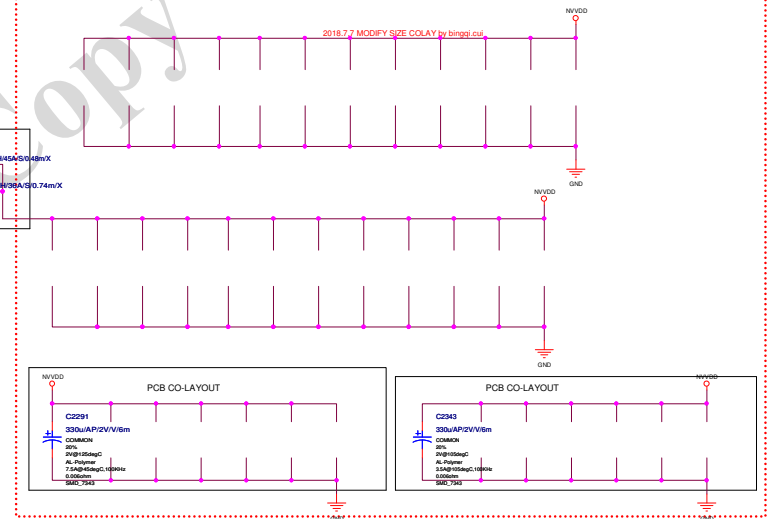 NVVDD
2018.7.7 MODIFY SIZE COLAY by bingqi.cui
Copy
H/45A/S/0.48m/X
H/38A/S/0.74m/X
GND
NVVDD
GND
NVVDD
PCB CO-LAYOUT
C2291
330u/AP/2V/V/6m
COMMON
20%
2V@125degC
AL-Polymer
7.5A@45degC,100KHz
0.006ohm
SMD_7343
NVVDD
PCB CO-LAYOUT
C2343
330u/AP/2V/V/6m
COMMON
20%
2V@105degC
AL-Polymer
3.5A@105degC,100KHz
0.006ohm
SMD_7343